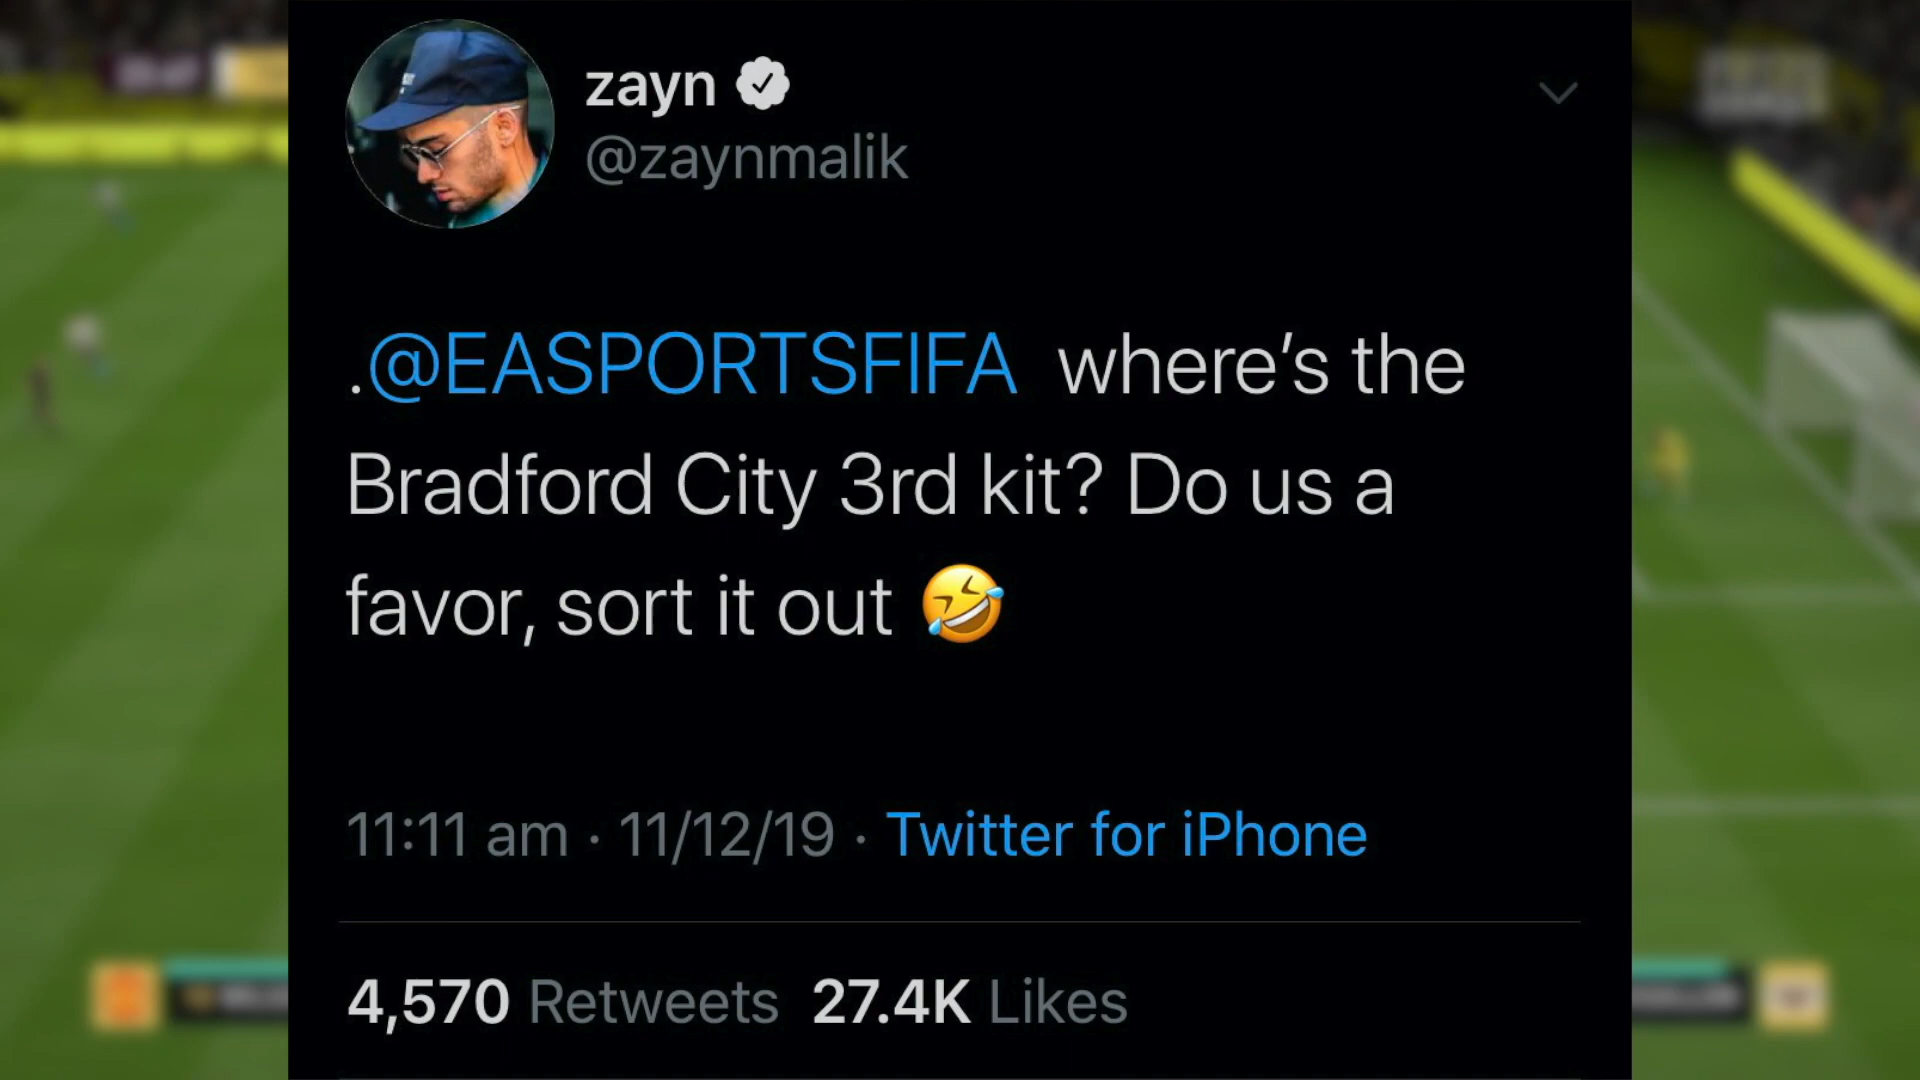 zayn
@zaynmalik
.@EASPORTSFIFA where’s the
Bradford City 3rd kit? Do us a
favor, sort it out 🤣
11:11 am · 11/12/19 · Twitter for iPhone
4,570 Retweets 27.4K Likes